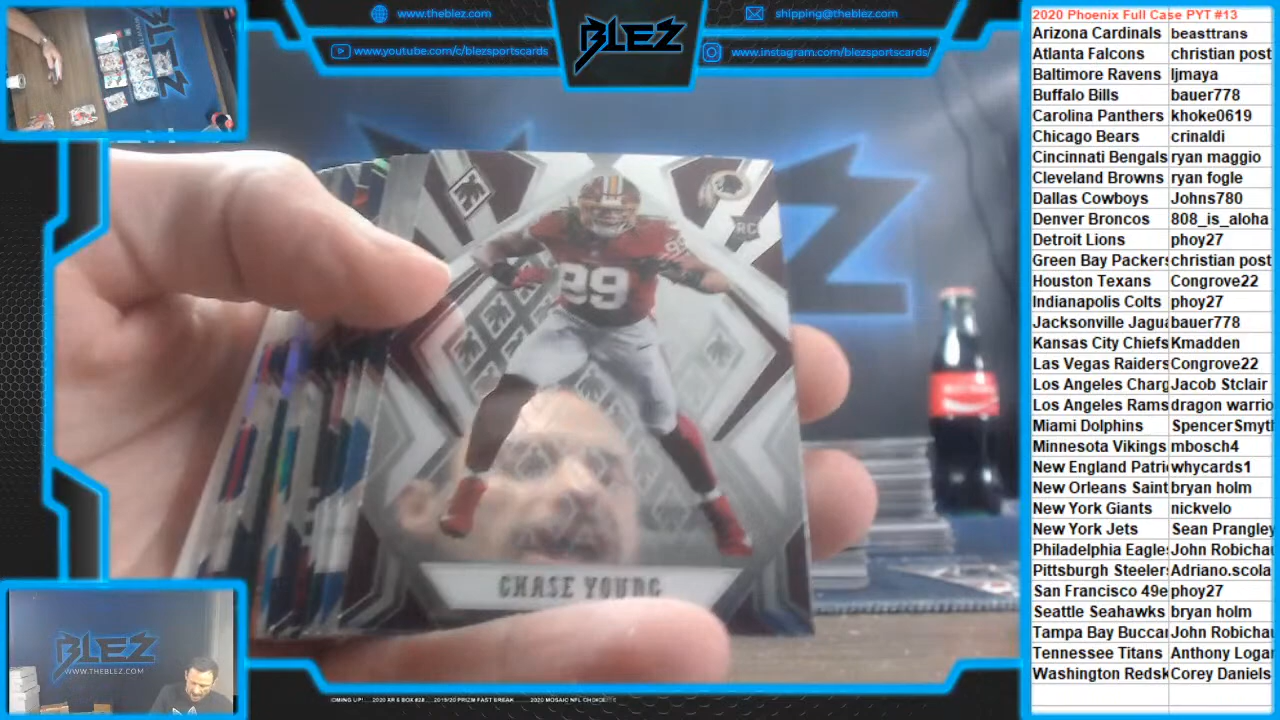 www.theblez.com
shipping@theblez.com
www.youtube.com/c/blezsportscards
www.instagram.com/blezsportscards/
BLEZ
RC
99
99
CHASE YOUNG
BLEZ
WWW.THEBLEZ.COM
2020 Phoenix Full Case PYT #13
Arizona Cardinals beasttrans
Atlanta Falcons christian post
Baltimore Ravens ljmaya
Buffalo Bills bauer778
Carolina Panthers khoke0619
Chicago Bears crinaldi
Cincinnati Bengals ryan maggio
Cleveland Browns ryan fogle
Dallas Cowboys Johns780
Denver Broncos 808_is_aloha
Detroit Lions phoy27
Green Bay Packers christian post
Houston Texans Congrove22
Indianapolis Colts phoy27
Jacksonville Jagua bauer778
Kansas City Chiefs Kmadden
Las Vegas Raiders Congrove22
Los Angeles Charg Jacob Stclair
Los Angeles Rams dragon warrio
Miami Dolphins SpencerSmyt
Minnesota Vikings mbosch4
New England Patri whycards1
New Orleans Saint bryan holm
New York Giants nickvelo
New York Jets Sean Prangley
Philadelphia Eagle John Robicha
Pittsburgh Steeler Adriano.scola
San Francisco 49e phoy27
Seattle Seahawks bryan holm
Tampa Bay Bucca John Robicha
Tennessee Titans Anthony Logan
Washington Redsk Corey Daniels